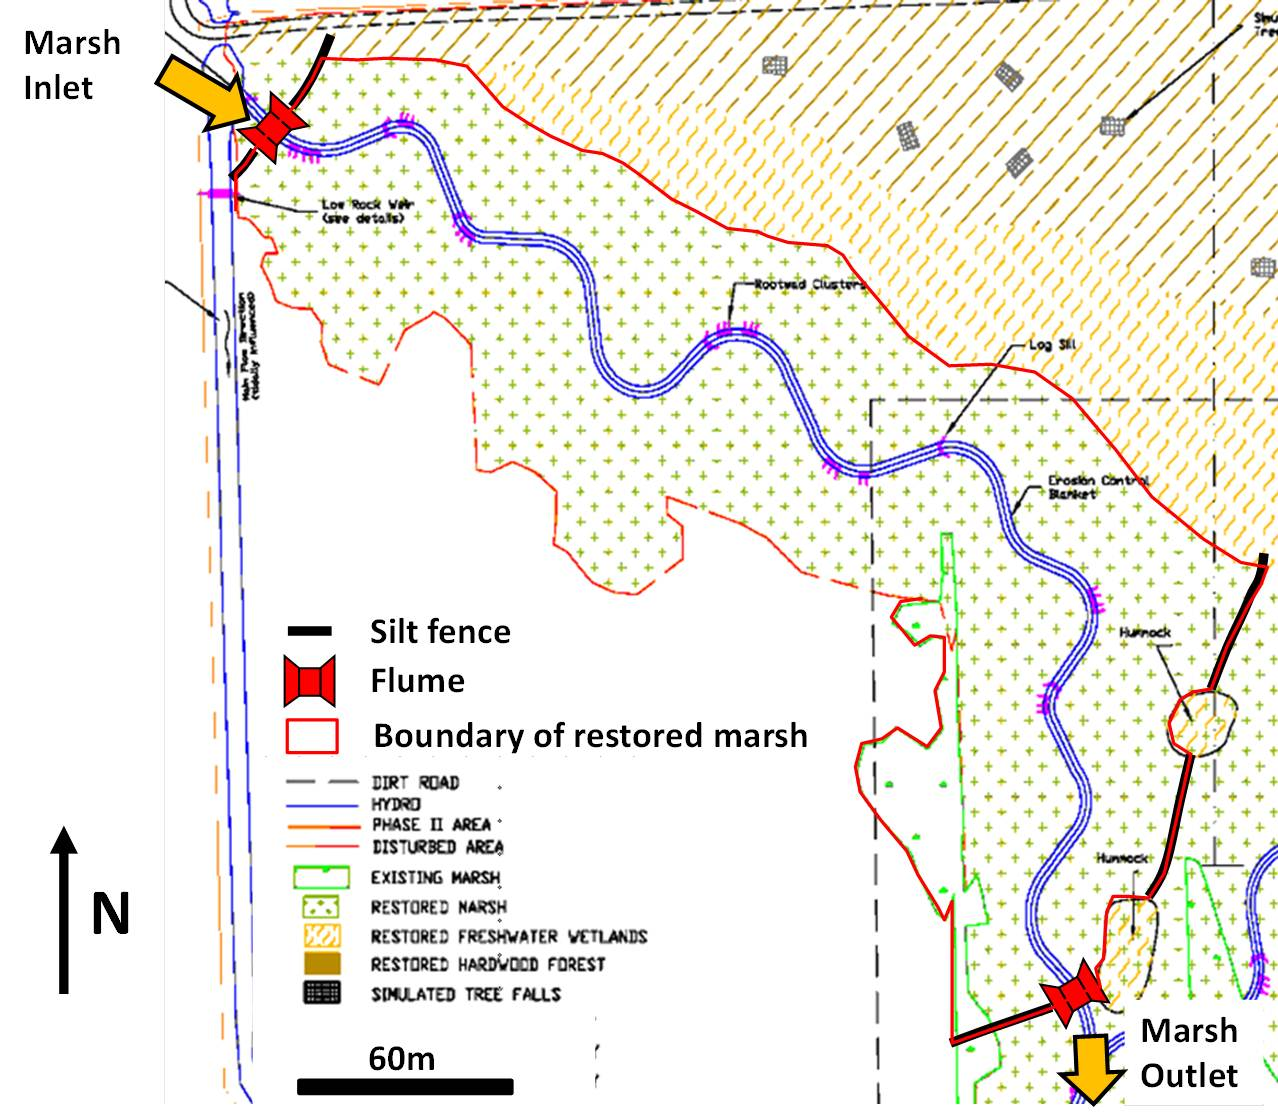 Marsh
Inlet
Low Rock Weir
(see details)
Rootwad Clusters
Log Sill
Erosion Control
Blanket
Hummock
Silt fence
Flume
Boundary of restored marsh
DIRT ROAD
HYDRO
PHASE II AREA
DISTURBED AREA
EXISTING MARSH
RESTORED MARSH
RESTORED FRESHWATER WETLANDS
RESTORED HARDWOOD FOREST
SIMULATED TREE FALLS
Hummock
N
60m
Marsh
Outlet